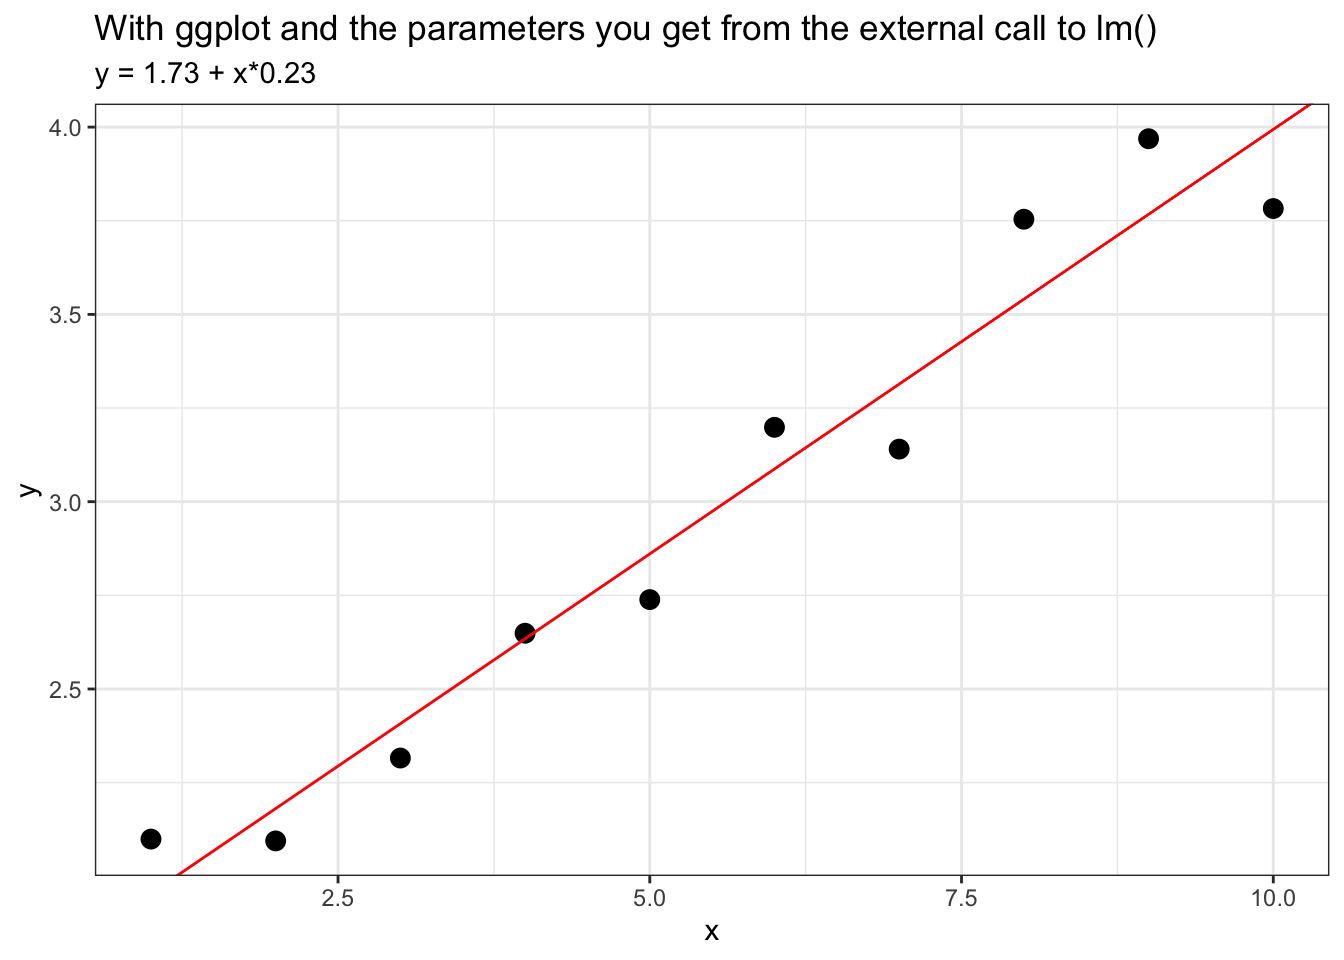 With ggplot and the parameters you get from the external call to lm()
y = 1.73 + x*0.23
4.0
3.5
3.0
2.5
y
2.5
5.0
7.5
10.0
x